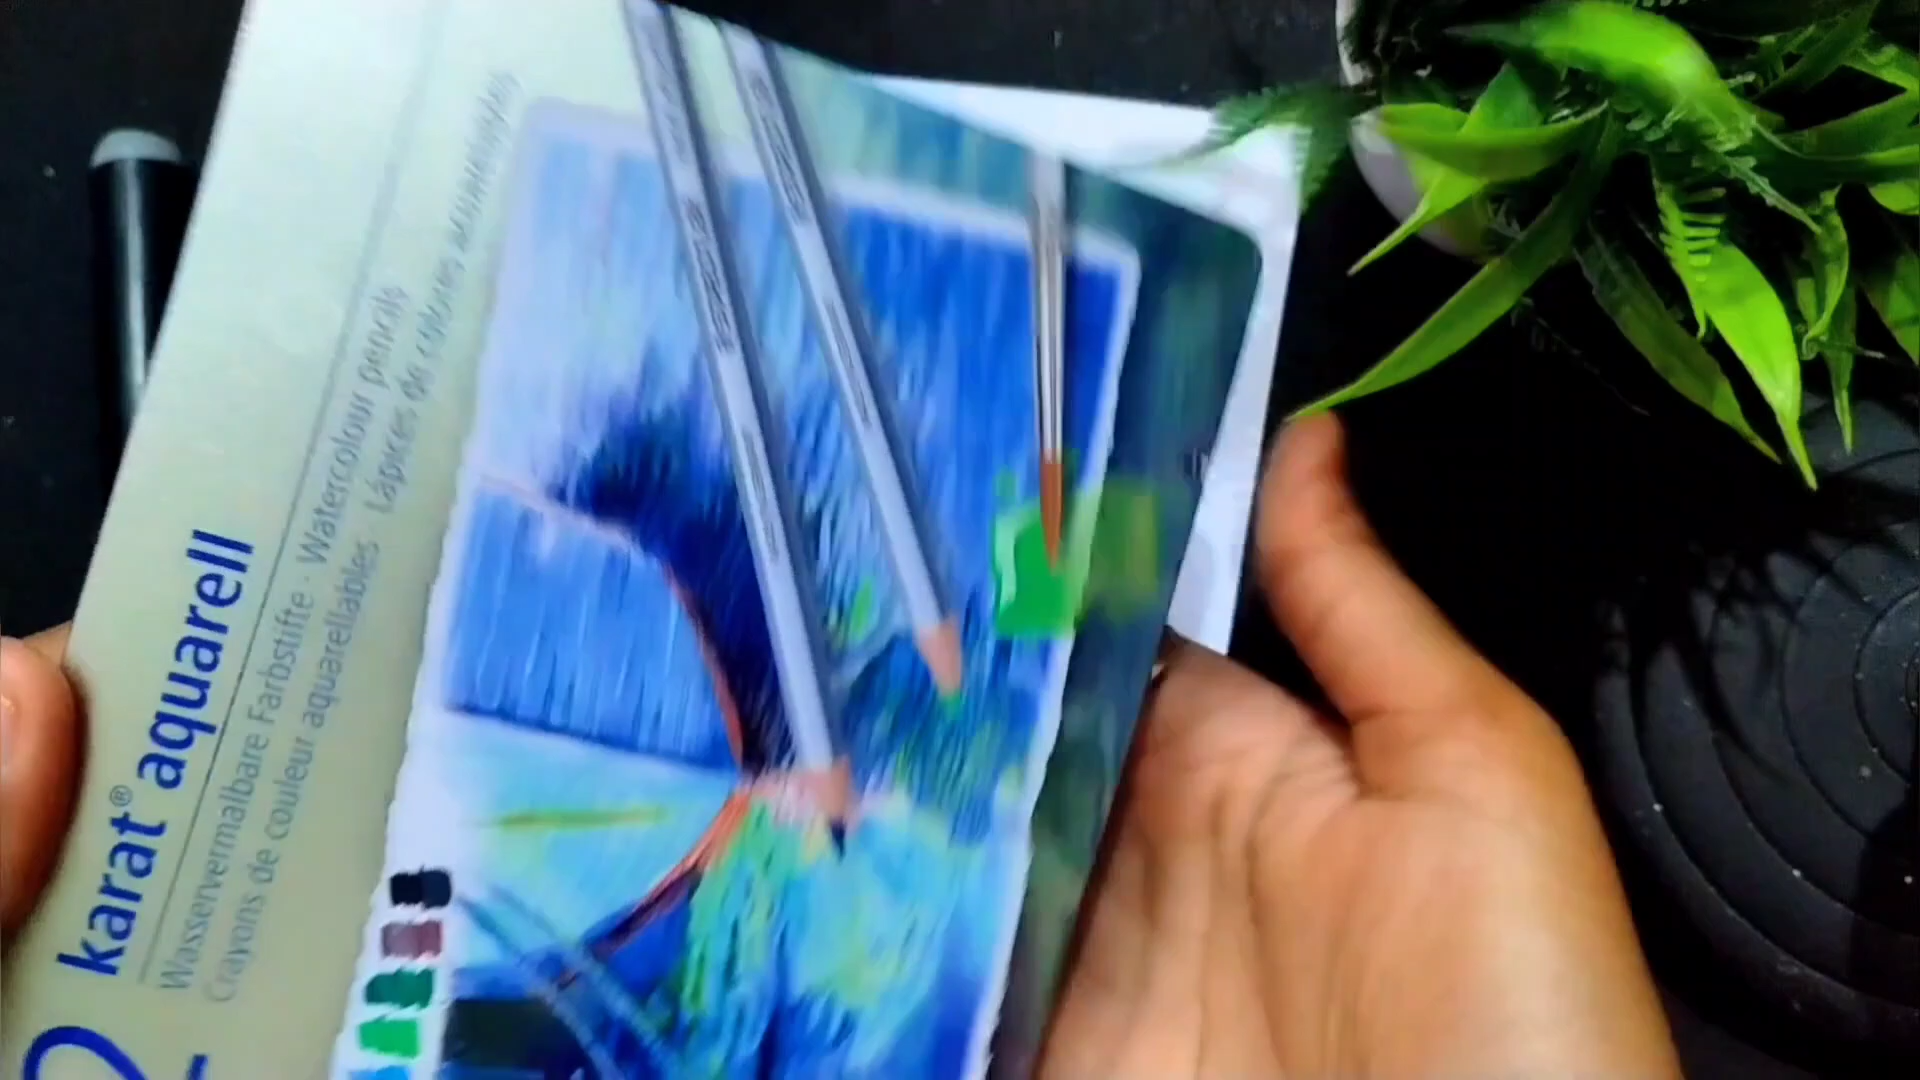 karat® aquarell
Wasservermalbare Farbstifte · Watercolour pencils
Crayons de couleur aquarellables · Lápices de colores acuarelables